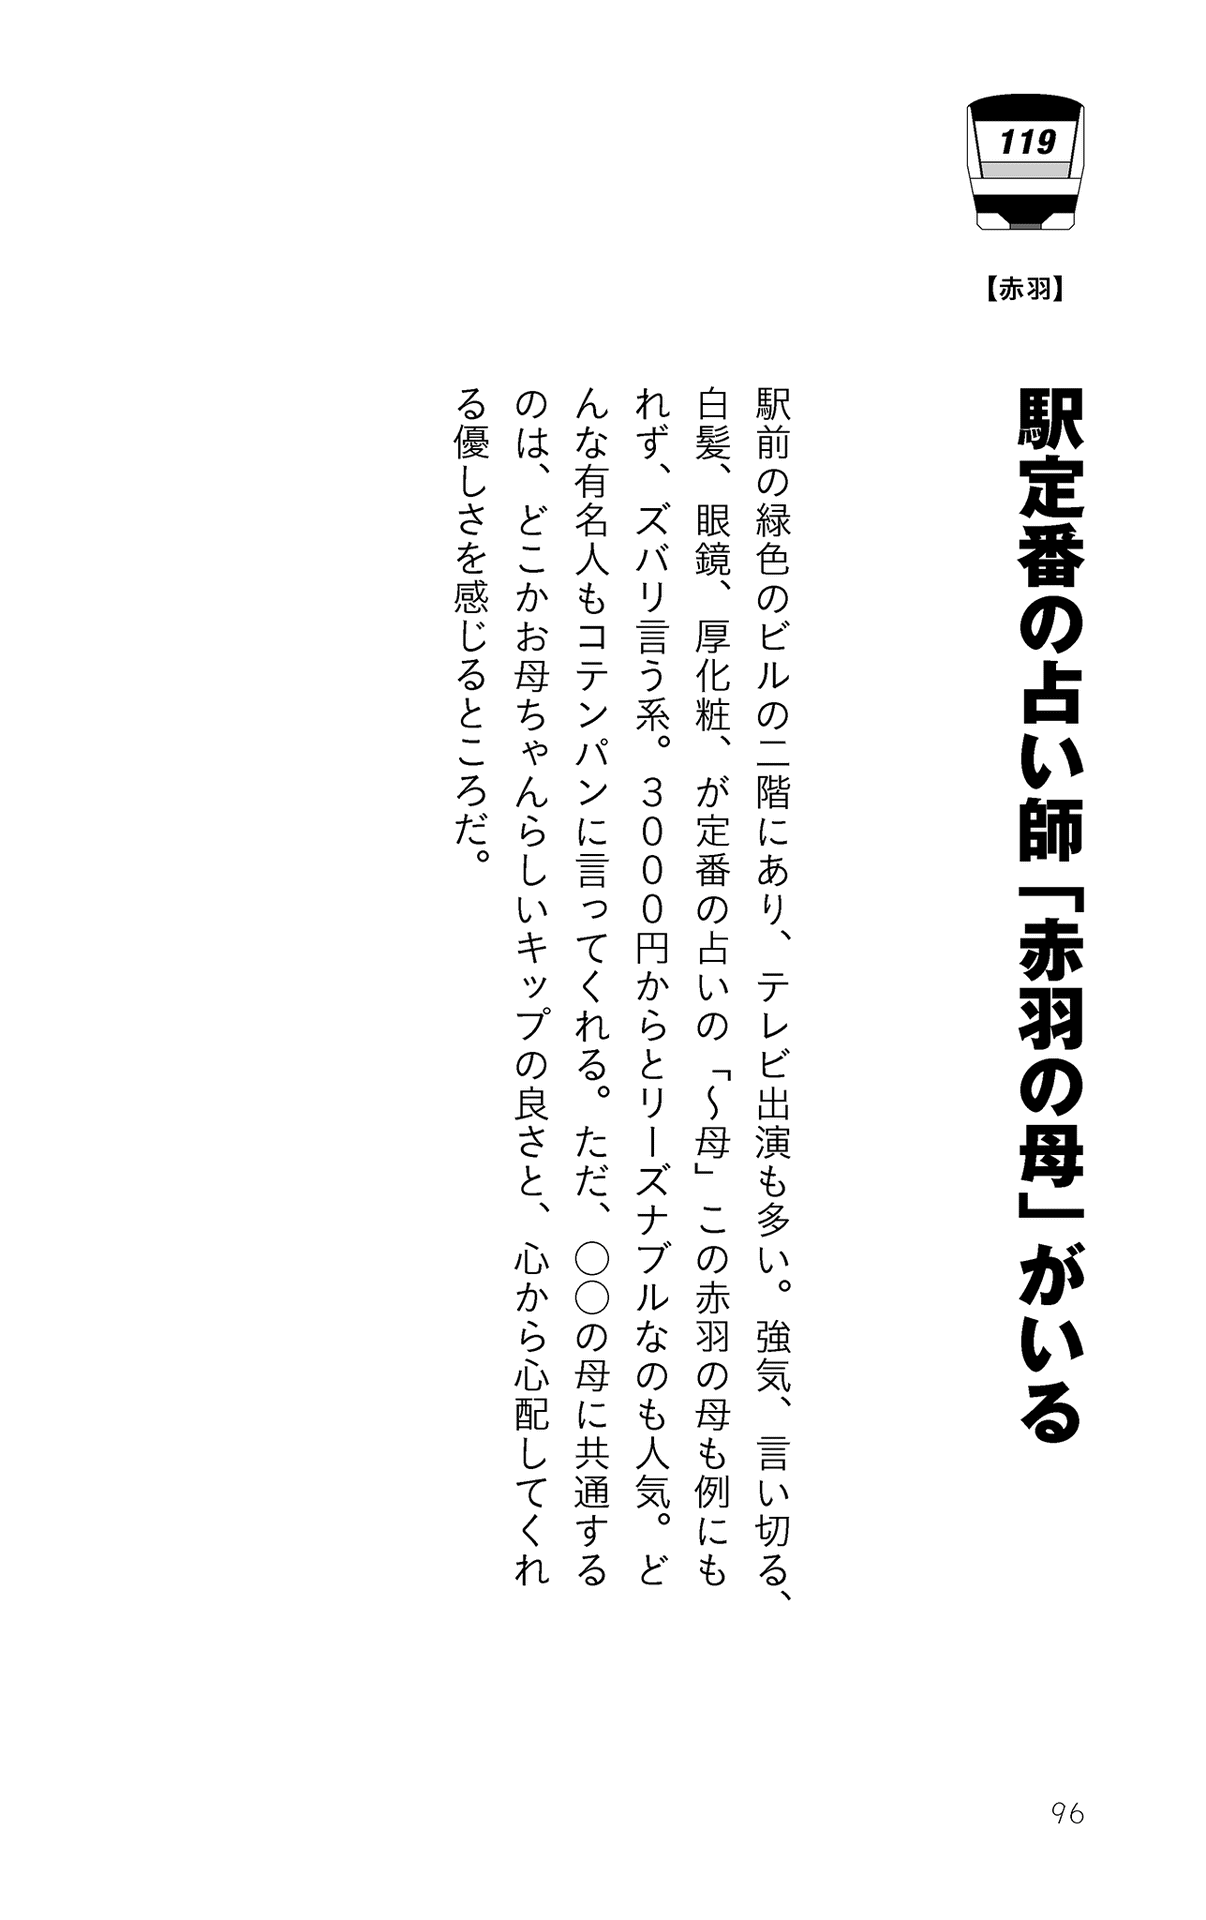 119
【赤羽】
駅定番の占い師「赤羽の母」がいる
駅前の緑色のビルの二階にあり、テレビ出演も多い。強気、言い切る、
白髪、眼鏡、厚化粧、が定番の占いの「〜母」この赤羽の母も例にも
れず、ズバリ言う系。３０００円からとリーズナブルなのも人気。ど
んな有名人もコテンパンに言ってくれる。ただ、○○の母に共通する
のは、どこかお母ちゃんらしいキップの良さと、心から心配してくれ
る優しさを感じるところだ。
96